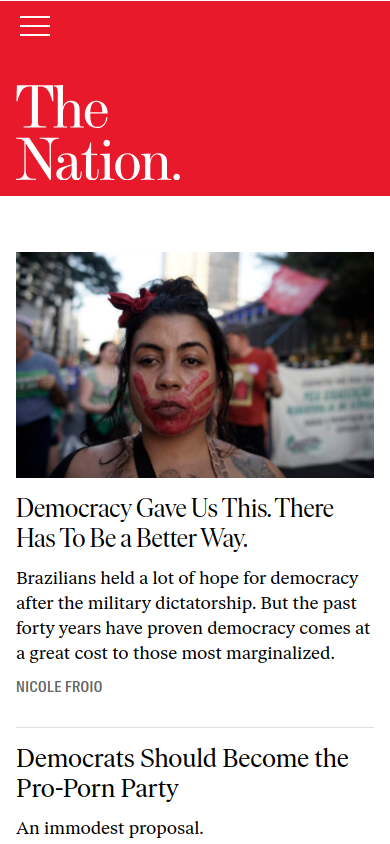 The
Nation.
Democracy Gave Us This. There
Has To Be a Better Way.
Brazilians held a lot of hope for democracy
after the military dictatorship. But the past
forty years have proven democracy comes at
a great cost to those most marginalized.
NICOLE FROIO
Democrats Should Become the
Pro-Porn Party
An immodest proposal.